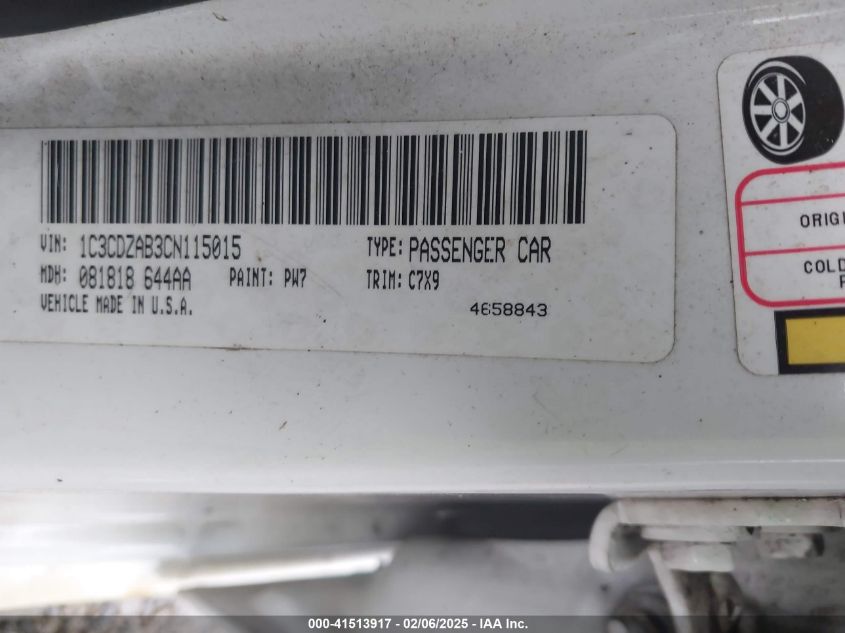 VIN: 1C3CDZAB3CN115015 TYPE: PASSENGER CAR
MDH: 081818 644AA PAINT: PW7 TRIM: C7X9
VEHICLE MADE IN U.S.A. 4658843
ORIGI
COLD
000-41513917 - 02/06/2025 - IAA Inc.